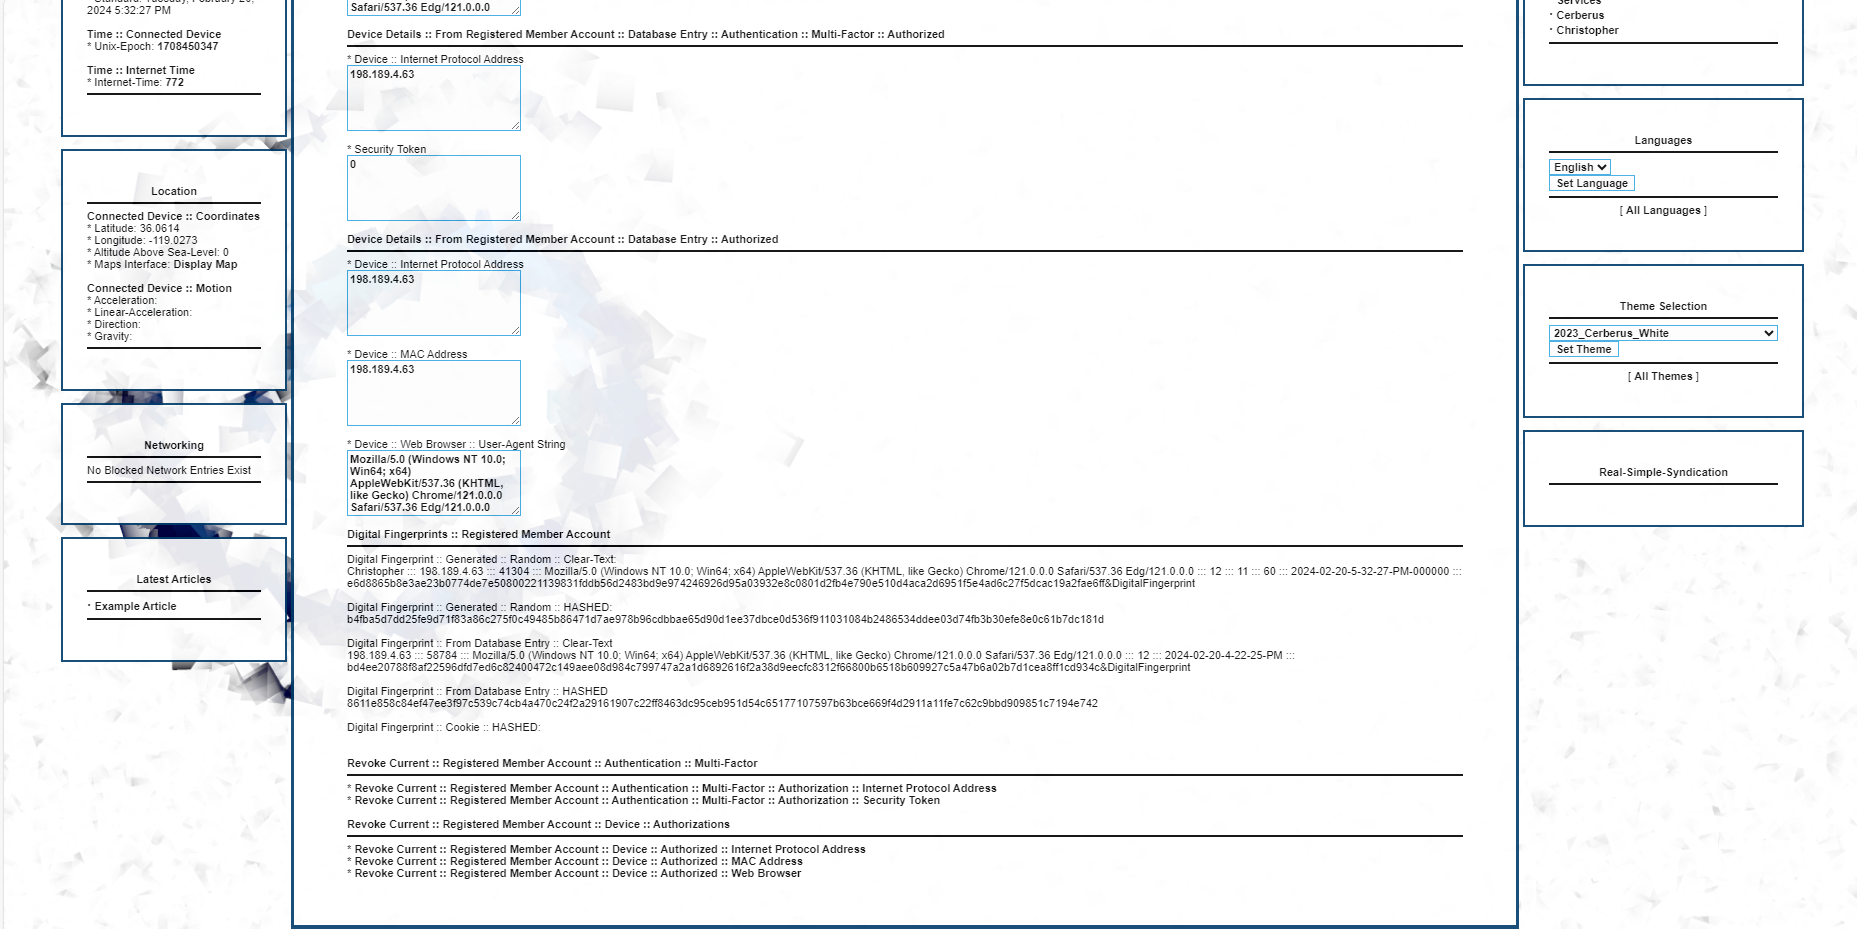 * Standard: Tuesday, February 20,
2024 5:32:27 PM
Time :: Connected Device
* Unix-Epoch: 1708450347
Time :: Internet Time
* Internet-Time: 772
Location
Connected Device :: Coordinates
* Latitude: 36.0614
* Longitude: -119.0273
* Altitude Above Sea-Level: 0
* Maps Interface: Display Map
Connected Device :: Motion
* Acceleration:
* Linear-Acceleration:
* Direction:
* Gravity:
Networking
No Blocked Network Entries Exist
Latest Articles
· Example Article
Safari/537.36 Edg/121.0.0.0
Device Details :: From Registered Member Account :: Database Entry :: Authentication :: Multi-Factor :: Authorized
* Device :: Internet Protocol Address
198.189.4.63
* Security Token
0
Device Details :: From Registered Member Account :: Database Entry :: Authorized
* Device :: Internet Protocol Address
198.189.4.63
* Device :: MAC Address
198.189.4.63
* Device :: Web Browser :: User-Agent String
Mozilla/5.0 (Windows NT 10.0;
Win64; x64)
AppleWebKit/537.36 (KHTML,
like Gecko) Chrome/121.0.0.0
Safari/537.36 Edg/121.0.0.0
Digital Fingerprints :: Registered Member Account
Digital Fingerprint :: Generated :: Random :: Clear-Text:
Christopher ::: 198.189.4.63 ::: 41304 ::: Mozilla/5.0 (Windows NT 10.0; Win64; x64) AppleWebKit/537.36 (KHTML, like Gecko) Chrome/121.0.0.0 Safari/537.36 Edg/121.0.0.0 ::: 12 ::: 11 ::: 60 ::: 2024-02-20-5-32-27-PM-000000 :::
e6d8865b8e3ae23b0774de7e50800221139831fddb56d2483bd9e974246926d95a03932e8c0801d2fb4e790e510d4aca2d6951f5e4ad6c27f5dcac19a2fae6ff&DigitalFingerprint
Digital Fingerprint :: Generated :: Random :: HASHED:
b4fba5d7dd25fe9d71f83a86c275f0c49485b86471d7ae978b96cdbbae65d90d1ee37dbce0d536f911031084b2486534ddee03d74fb3b30efe8e0c61b7dc181d
Digital Fingerprint :: From Database Entry :: Clear-Text
198.189.4.63 ::: 58784 ::: Mozilla/5.0 (Windows NT 10.0; Win64; x64) AppleWebKit/537.36 (KHTML, like Gecko) Chrome/121.0.0.0 Safari/537.36 Edg/121.0.0.0 ::: 12 ::: 2024-02-20-4-22-25-PM :::
bd4ee20788f8af22596dfd7ed6c82400472c149aee08d984c799747a2a1d6892616f2a38d9eecfc8312f66800b6518b609927c5a47b6a02b7d1cea8ff1cd934c&DigitalFingerprint
Digital Fingerprint :: From Database Entry :: HASHED
8611e858c84ef47ee3f97c539c74cb4a470c24f2a29161907c22ff8463dc95ceb951d54c65177107597b63bce669f4d2911a11fe7c62c9bbd909851c7194e742
Digital Fingerprint :: Cookie :: HASHED:
Revoke Current :: Registered Member Account :: Authentication :: Multi-Factor
* Revoke Current :: Registered Member Account :: Authentication :: Multi-Factor :: Authorization :: Internet Protocol Address
* Revoke Current :: Registered Member Account :: Authentication :: Multi-Factor :: Authorization :: Security Token
Revoke Current :: Registered Member Account :: Device :: Authorizations
* Revoke Current :: Registered Member Account :: Device :: Authorized :: Internet Protocol Address
* Revoke Current :: Registered Member Account :: Device :: Authorized :: MAC Address
* Revoke Current :: Registered Member Account :: Device :: Authorized :: Web Browser
Services
· Cerberus
· Christopher
Languages
English
Set Language
[ All Languages ]
Theme Selection
2023_Cerberus_White
Set Theme
[ All Themes ]
Real-Simple-Syndication